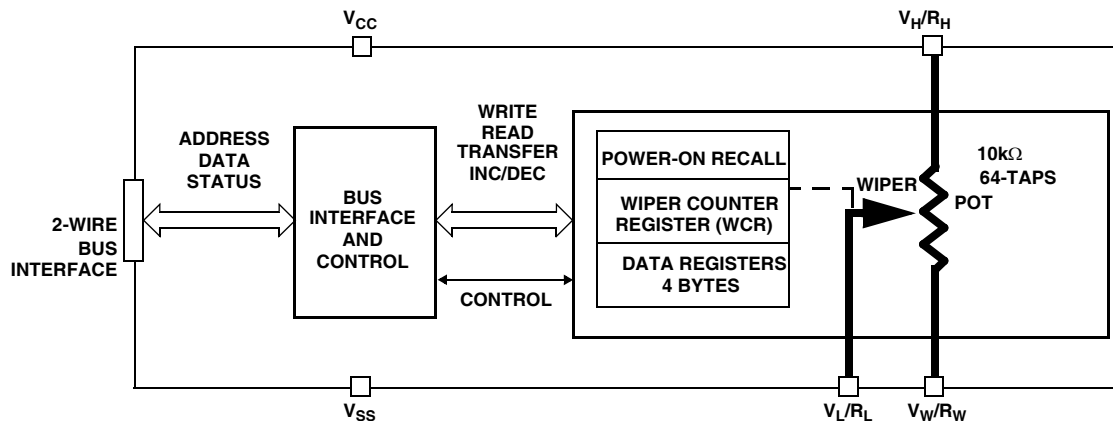 VCC
VH/RH
ADDRESS
DATA
STATUS
2-WIRE
BUS
INTERFACE
BUS
INTERFACE
AND
CONTROL
WRITE
READ
TRANSFER
INC/DEC
CONTROL
POWER-ON RECALL
WIPER COUNTER
REGISTER (WCR)
DATA REGISTERS
4 BYTES
WIPER
10kΩ
64-TAPS
POT
VSS
VL/RL
VW/RW